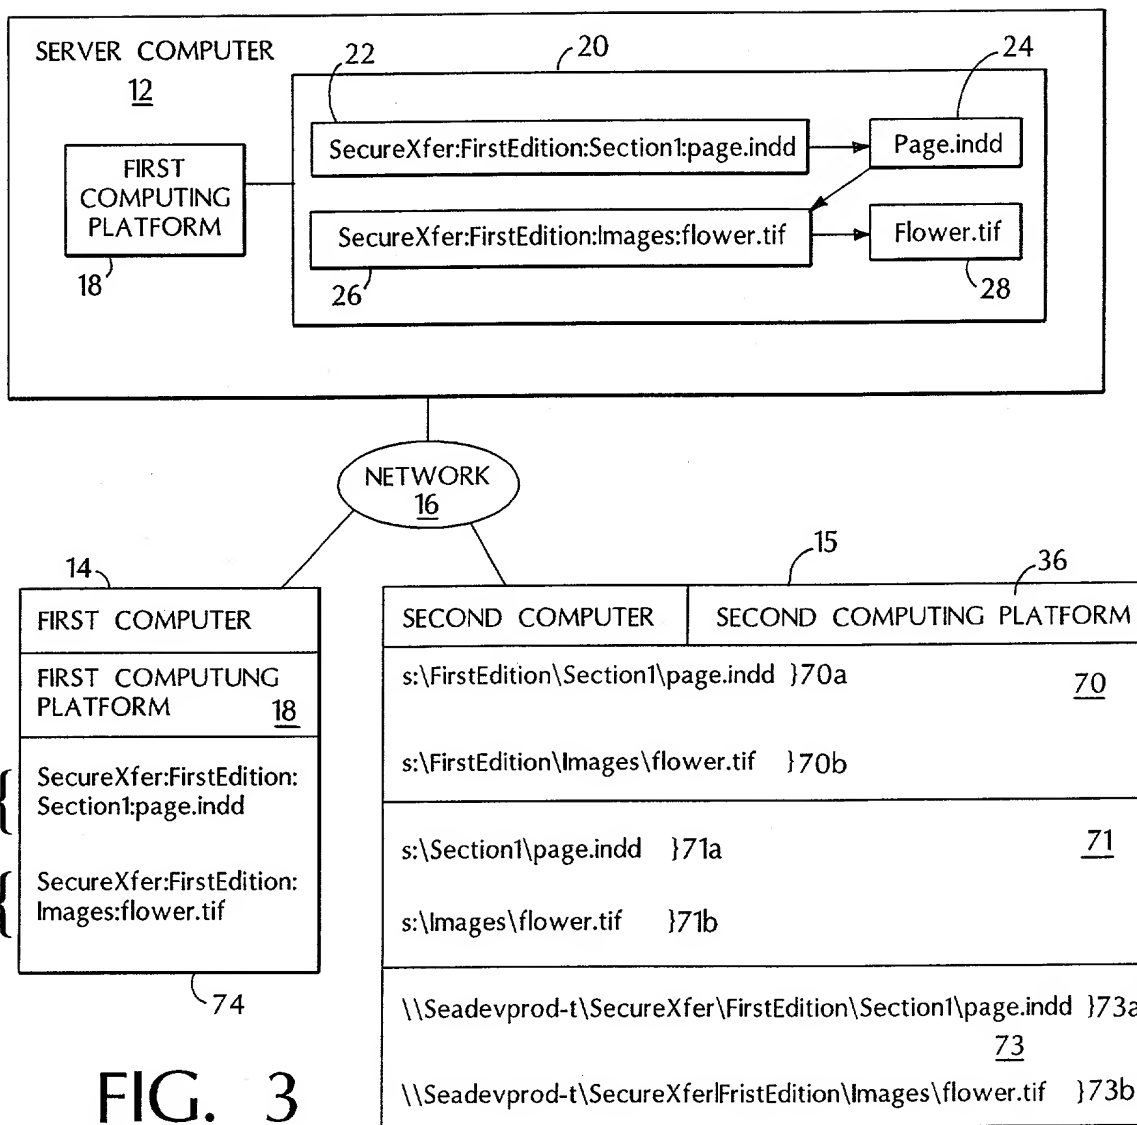 SERVER COMPUTER
12
22
20
24
SecureXfer:FirstEdition:Section1:page.indd
Page.indd
FIRST
COMPUTING
PLATFORM
18
SecureXfer:FirstEdition:Images:flower.tif
Flower.tif
26
28
NETWORK
16
14
FIRST COMPUTER
FIRST COMPUTUNG
PLATFORM 18
SecureXfer:FirstEdition:
Section1:page.indd
SecureXfer:FirstEdition:
Images:flower.tif
74
15
36
SECOND COMPUTER
SECOND COMPUTING PLATFORM
s:\FirstEdition\Section1\page.indd }70a
70
s:\FirstEdition\Images\flower.tif }70b
s:\Section1\page.indd }71a
71
s:\Images\flower.tif }71b
\\Seadevprod-t\SecureXfer\FirstEdition\Section1\page.indd }73a
73
\\Seadevprod-t\SecureXfer|FristEdition\Images\flower.tif }73b
FIG. 3